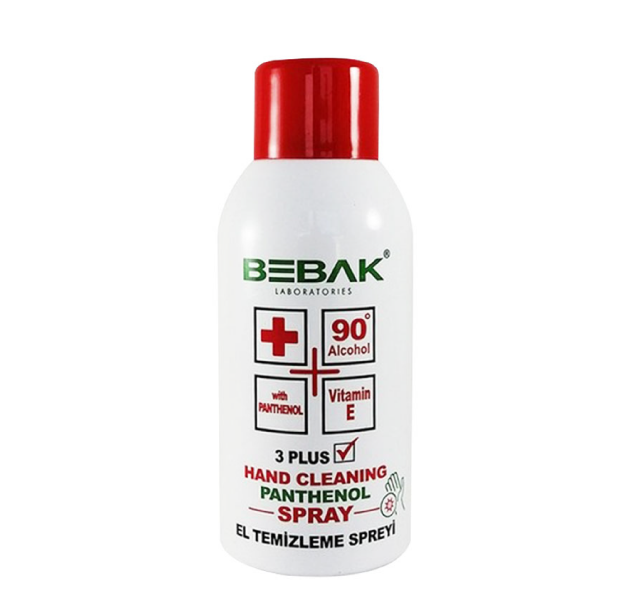 BEBAK®
LABORATORIES
90°
Alcohol
with
PANTHENOL
Vitamin
E
3 PLUS
HAND CLEANING
PANTHENOL
SPRAY
EL TEMİZLEME SPREYİ